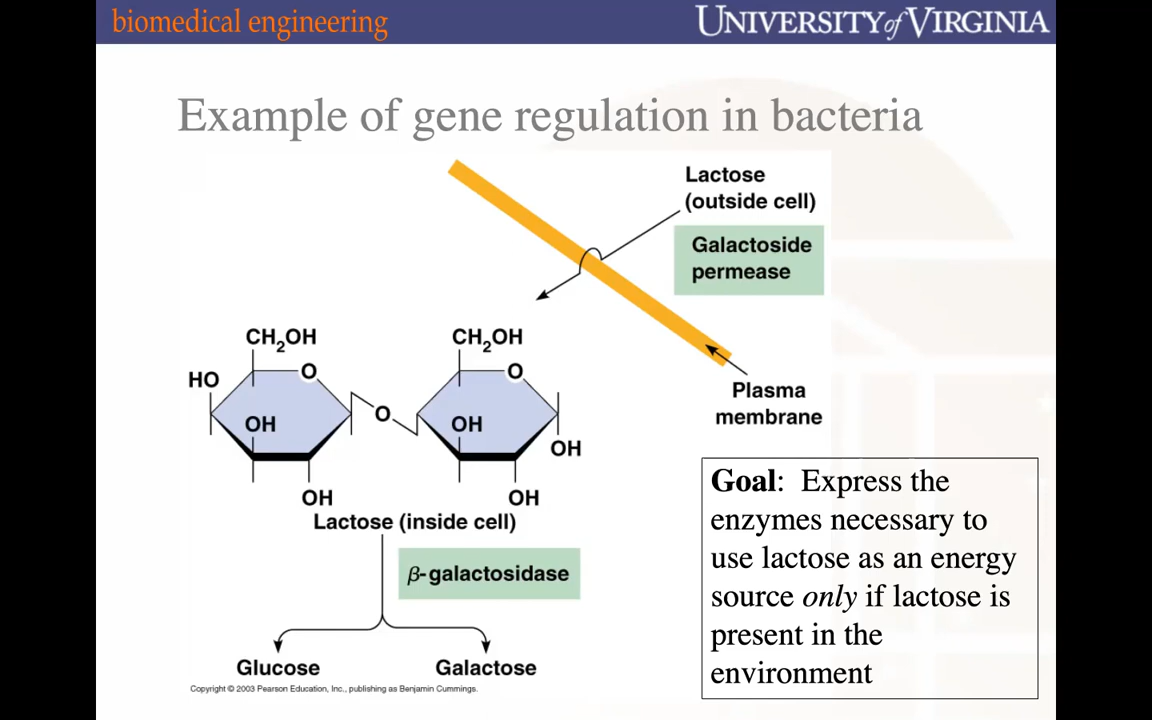 biomedical engineering
UNIVERSITY of VIRGINIA
Example of gene regulation in bacteria
Lactose
(outside cell)
Galactoside
permease
Plasma
membrane
CH2OH
CH2OH
O
O
HO
OH
O
OH
OH
OH
OH
Lactose (inside cell)
β-galactosidase
Glucose
Galactose
Copyright © 2003 Pearson Education, Inc., publishing as Benjamin Cummings.
Goal: Express the
enzymes necessary to
use lactose as an energy
source only if lactose is
present in the
environment